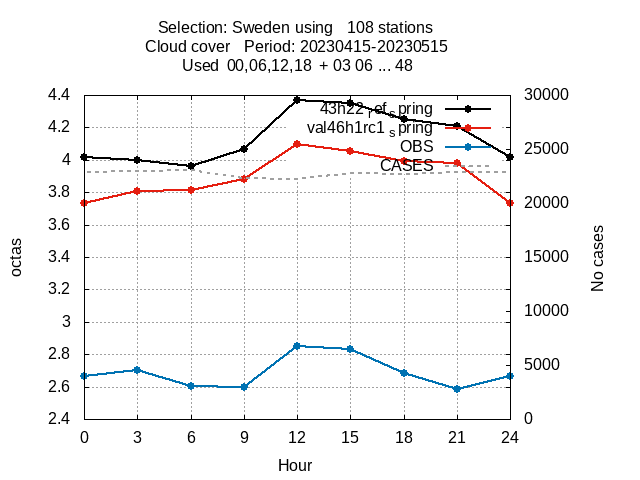 Selection: Sweden using 108 stations
Cloud cover Period: 20230415-20230515
Used 00,06,12,18 + 03 06 ... 48
4.4
4.2
4
3.8
3.6
3.4
3.2
3
2.8
2.6
2.4
octas
43h22refspring
val46h1rc1spring
OBS
CASES
30000
25000
20000
15000
10000
5000
0
No cases
0 3 6 9 12 15 18 21 24
Hour